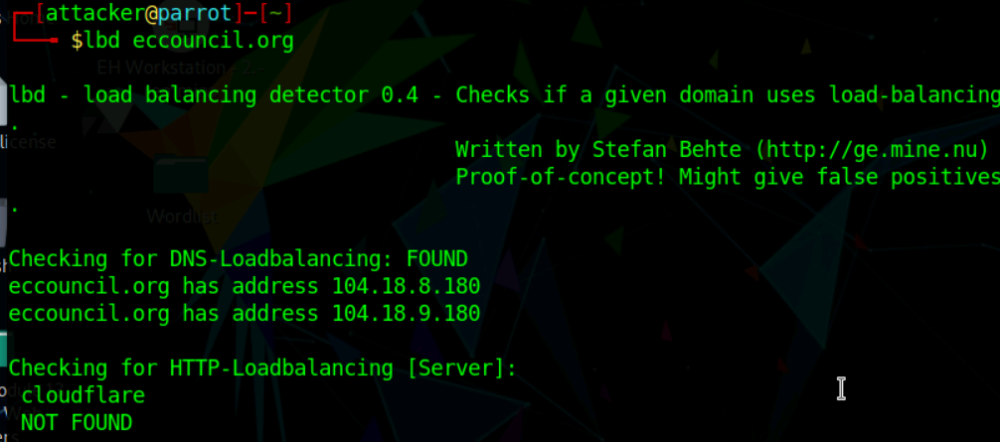 [attacker@parrot]-[~]
$lbd eccouncil.org
EH Workstation - 2
lbd - load balancing detector 0.4 - Checks if a given domain uses load-balancing
.
license
Written by Stefan Behte (http://ge.mine.nu)
Proof-of-concept! Might give false positives
.
Wordlist
Checking for DNS-Loadbalancing: FOUND
eccouncil.org has address 104.18.8.180
eccouncil.org has address 104.18.9.180
Checking for HTTP-Loadbalancing [Server]:
cloudflare
NOT FOUND